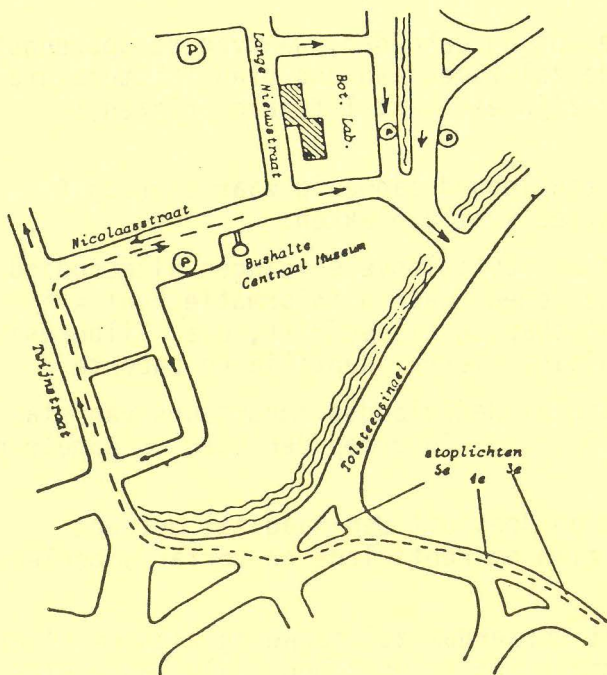 P
Lange Nieuwstraat
Bot. Lab.
P
P
Nicolaasstraat
P
Bushalte
Centraal Museum
Twijnstraat
Tolsteegsingel
stoplichten
5e 4e 3e